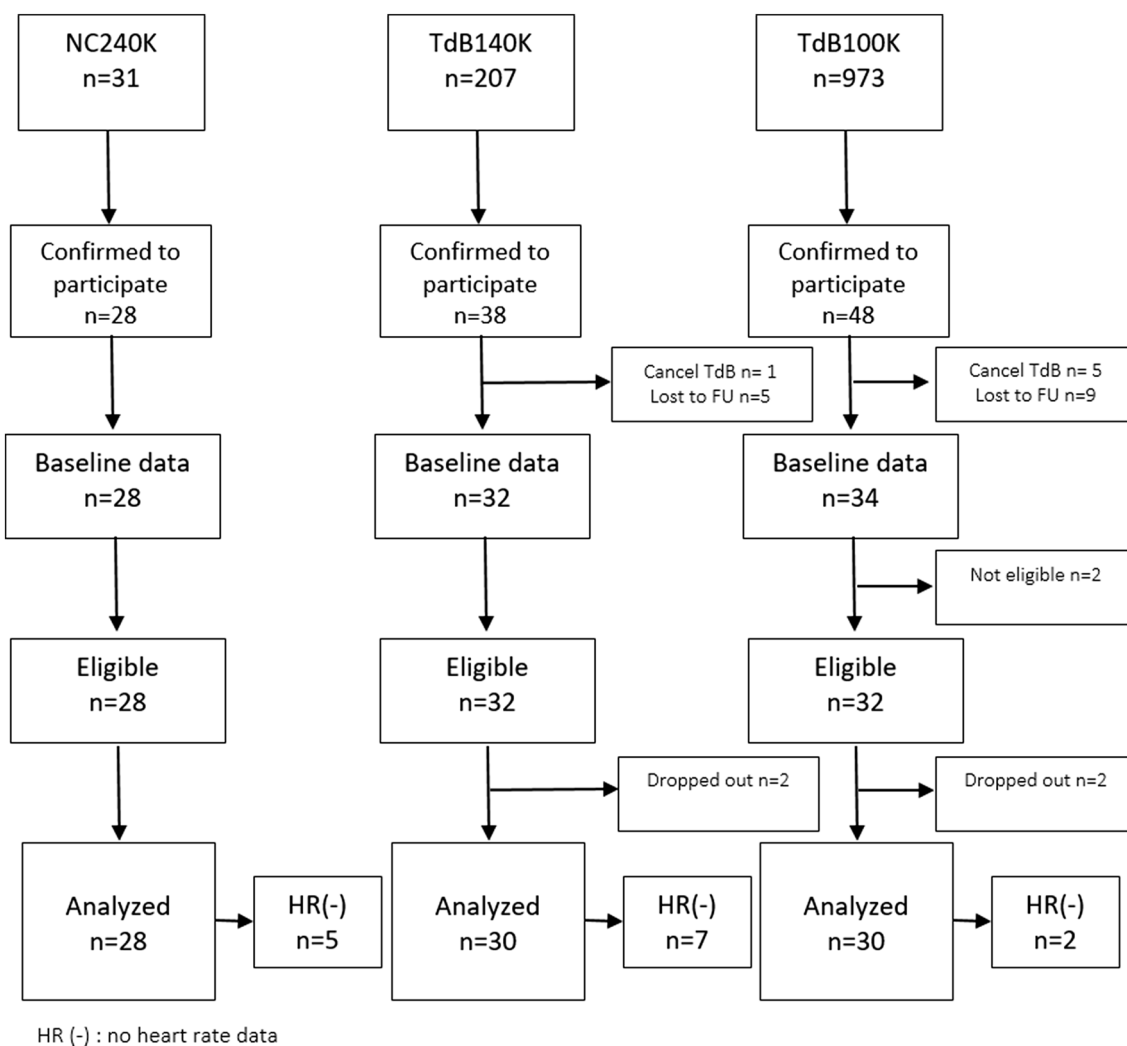 NC240K
n=31
TdB140K
n=207
TdB100K
n=973
Confirmed to
participate
n=28
Confirmed to
participate
n=38
Confirmed to
participate
n=48
Cancel TdB n= 1
Lost to FU n=5
Cancel TdB n= 5
Lost to FU n=9
Baseline data
n=28
Baseline data
n=32
Baseline data
n=34
Not eligible n=2
Eligible
n=28
Eligible
n=32
Eligible
n=32
Dropped out n=2
Dropped out n=2
Analyzed
n=28
HR(-)
n=5
Analyzed
n=30
HR(-)
n=7
Analyzed
n=30
HR(-)
n=2
HR (-) : no heart rate data